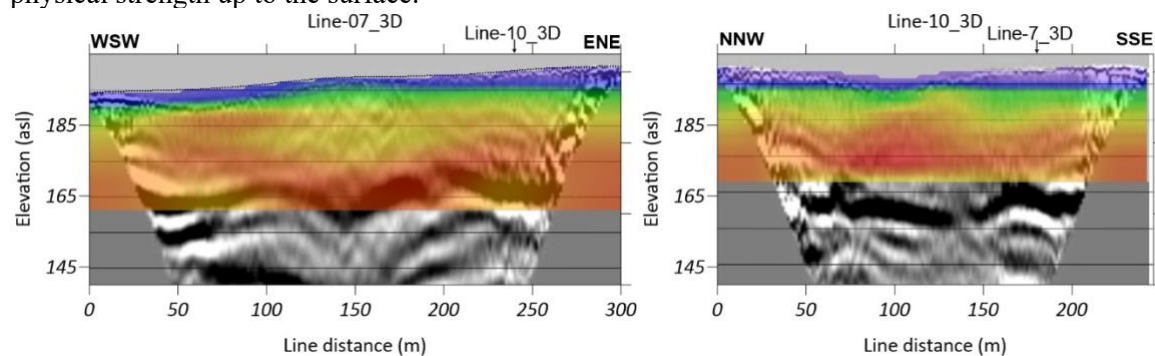 physical strength up to the surface.
Line-07_3D
Line-10_3D
WSW
ENE
185
165
145
Elevation (asl)
0 50 100 150 200 250 300
Line distance (m)
Line-10_3D
Line-7_3D
NNW
SSE
185
165
145
Elevation (asl)
0 50 100 150 200
Line distance (m)